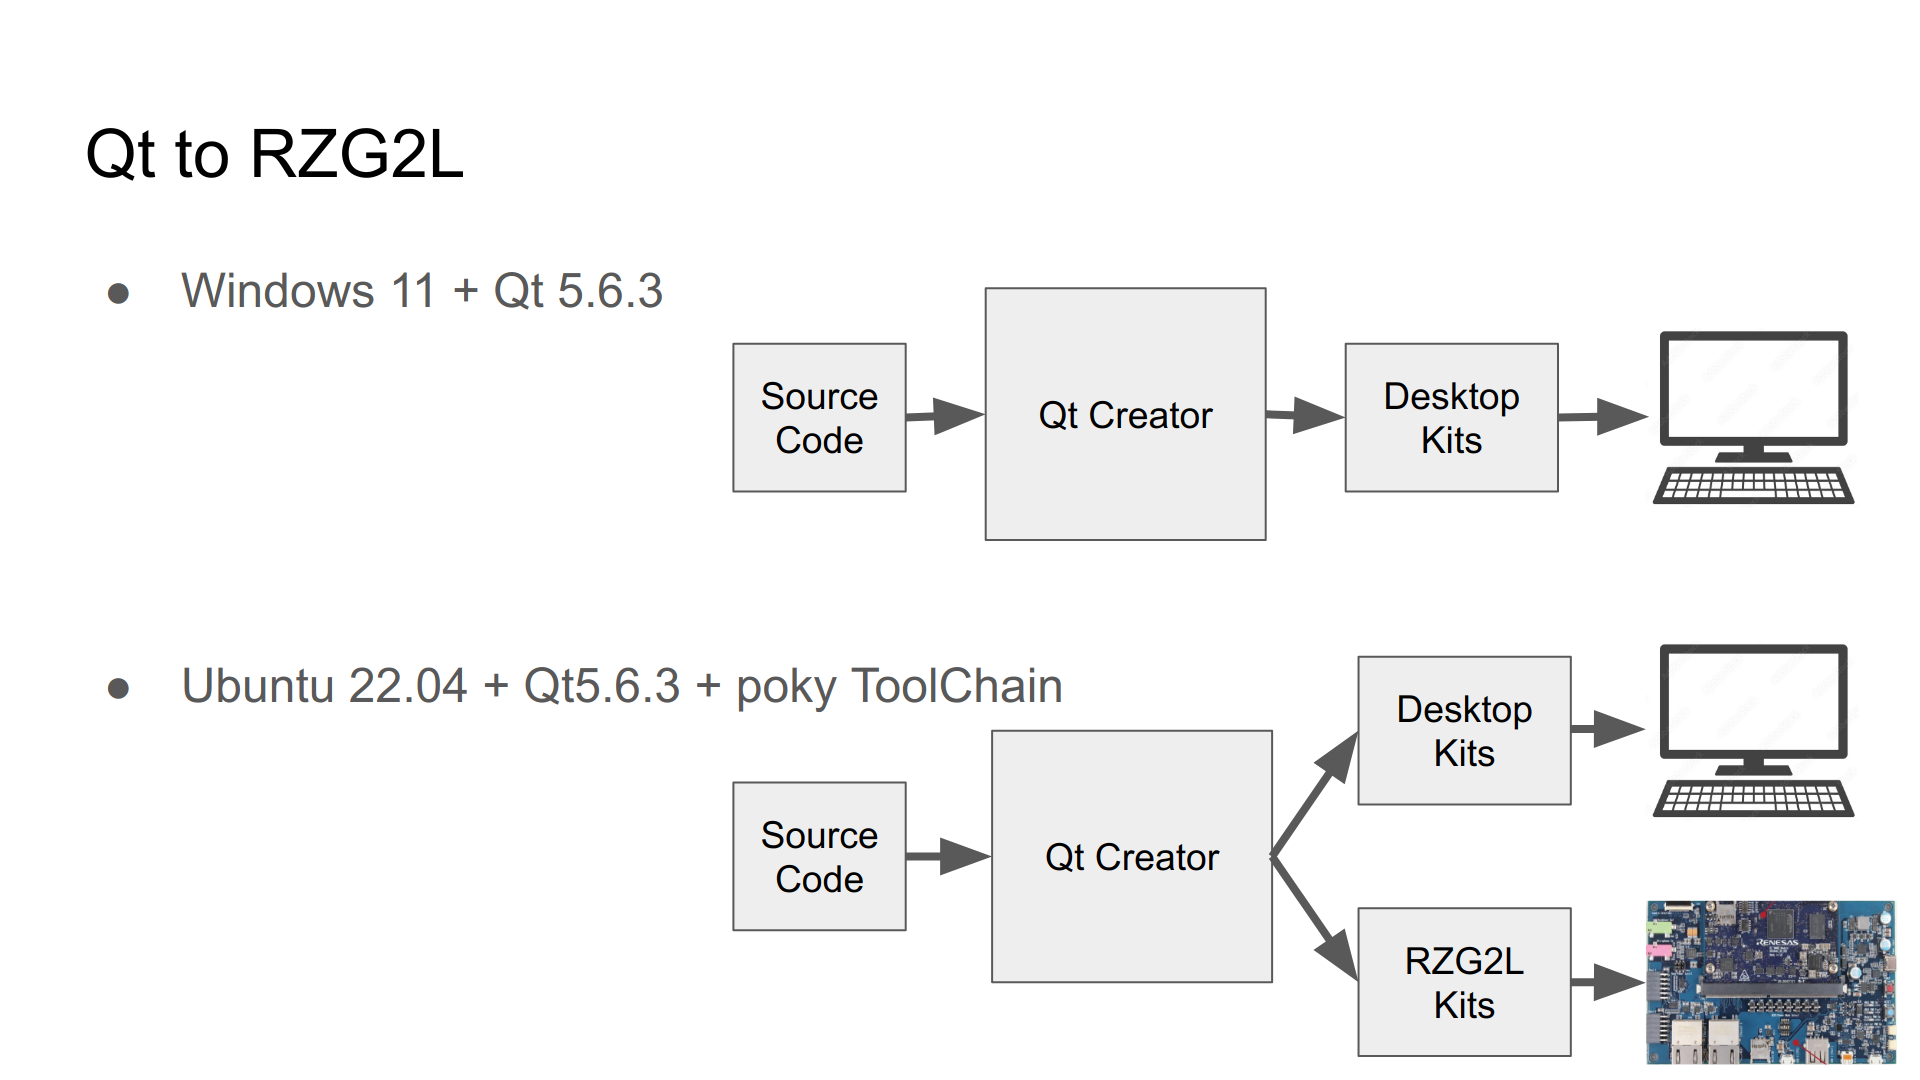 Qt to RZG2L
● Windows 11 + Qt 5.6.3
Source
Code
Qt Creator
Desktop
Kits
● Ubuntu 22.04 + Qt5.6.3 + poky ToolChain
Source
Code
Qt Creator
Desktop
Kits
RZG2L
Kits
RENESAS